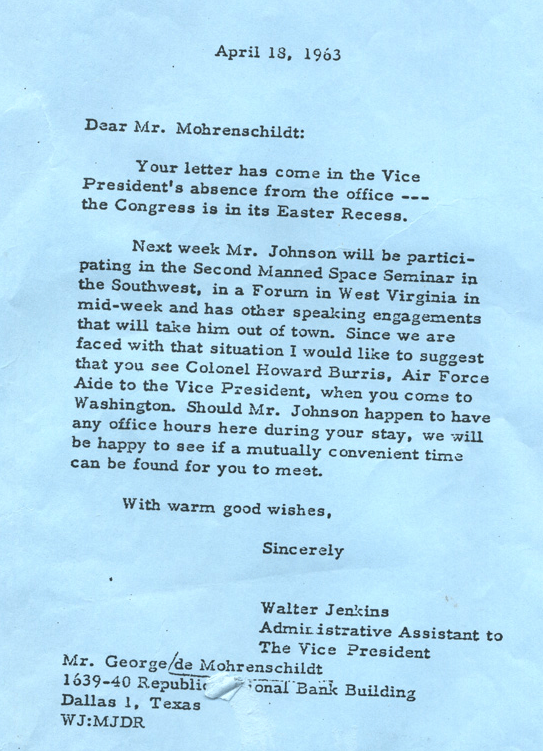 April 18, 1963
Dear Mr. Mohrenschildt:
Your letter has come in the Vice
President's absence from the office ---
the Congress is in its Easter Recess.
Next week Mr. Johnson will be partici-
pating in the Second Manned Space Seminar in
the Southwest, in a Forum in West Virginia in
mid-week and has other speaking engagements
that will take him out of town. Since we are
faced with that situation I would like to suggest
that you see Colonel Howard Burris, Air Force
Aide to the Vice President, when you come to
Washington. Should Mr. Johnson happen to have
any office hours here during your stay, we will
be happy to see if a mutually convenient time
can be found for you to meet.
With warm good wishes,
Sincerely
Walter Jenkins
Administrative Assistant to
The Vice President
Mr. George/de Mohrenschildt
1639-40 Republic ional Bank Building
Dallas 1, Texas
WJ:MJDR